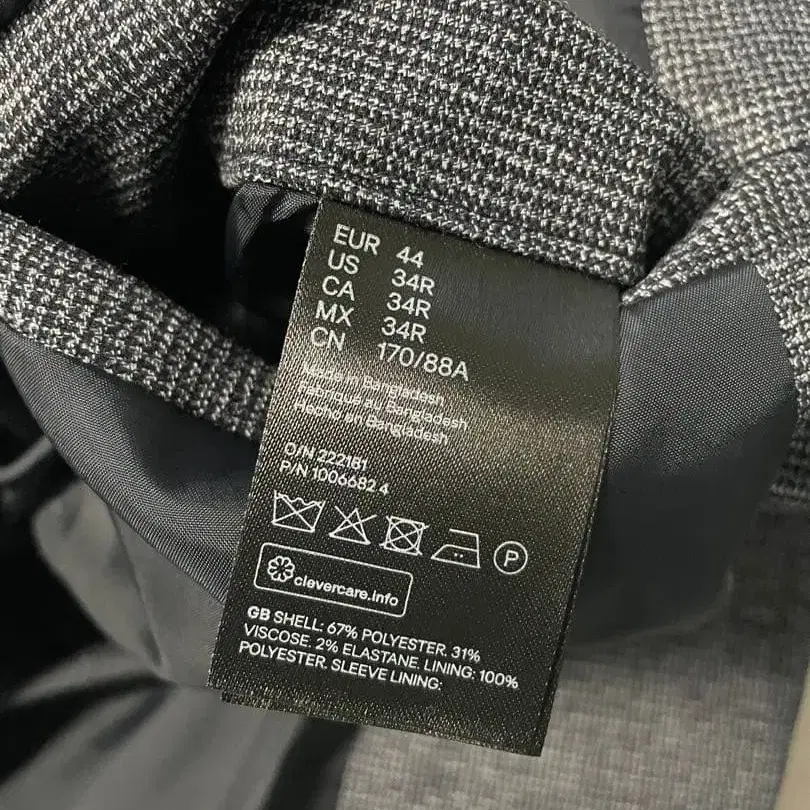 EUR 44
US 34R
CA 34R
MX 34R
CN 170/88A
Made in Bangladesh
Fabriqué au Bangladesh
Hecho en Bangladesh
O/N 222181
P/N 1006682 4
P
clevercare.info
GB SHELL: 67% POLYESTER. 31%
VISCOSE. 2% ELASTANE. LINING: 100%
POLYESTER. SLEEVE LINING: